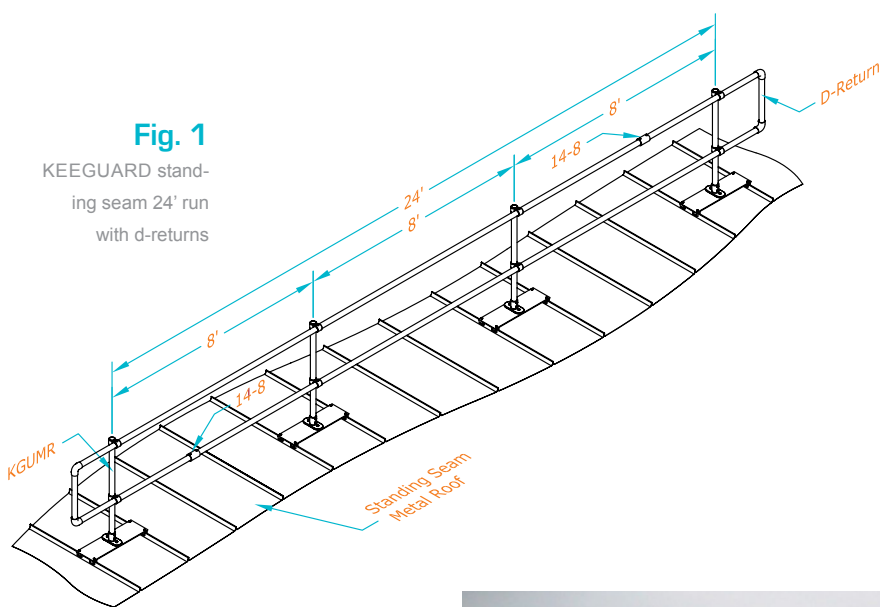 Fig. 1
KEEGUARD stand-
ing seam 24' run
with d-returns
24'
8'
8'
8'
14-8
14-8
D-Return
KGUMR
Standing Seam
Metal Roof